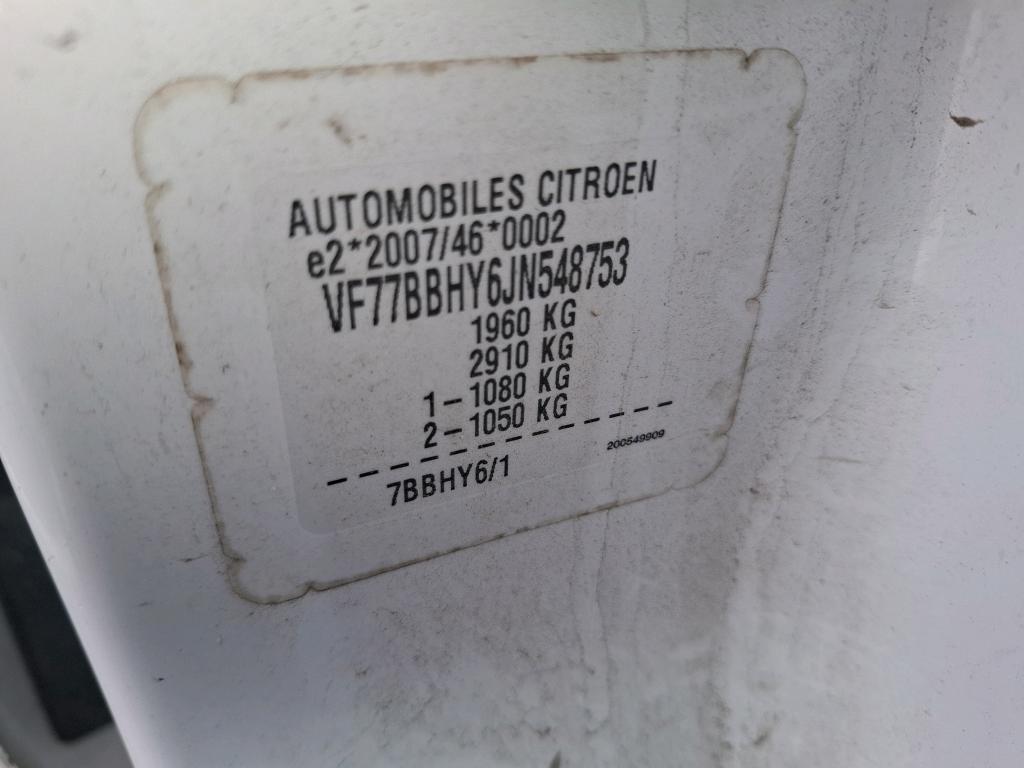 AUTOMOBILES CITROEN
e2*2007/46*0002
VF77BBHY6JN548753
1960 KG
2910 KG
1-1080 KG
2-1050 KG
200549909
7BBHY6/1